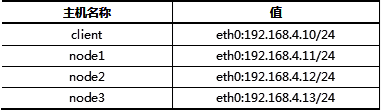 主机名称 值
client eth0:192.168.4.10/24
node1 eth0:192.168.4.11/24
node2 eth0:192.168.4.12/24
node3 eth0:192.168.4.13/24